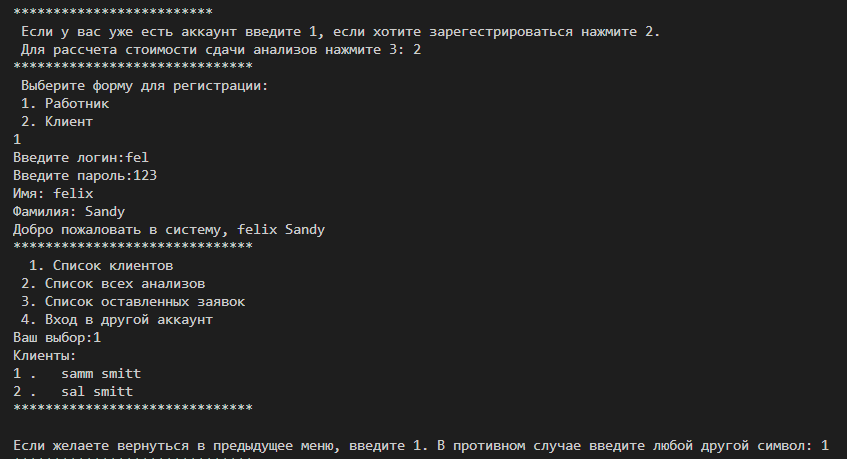 *************************
Если у вас уже есть аккаунт введите 1, если хотите зарегестрироваться нажмите 2.
Для рассчета стоимости сдачи анализов нажмите 3: 2
******************************
Выберите форму для регистрации:
1. Работник
2. Клиент
1
Введите логин:fel
Введите пароль:123
Имя: felix
Фамилия: Sandy
Добро пожаловать в систему, felix Sandy
******************************
1. Список клиентов
2. Список всех анализов
3. Список оставленных заявок
4. Вход в другой аккаунт
Ваш выбор:1
Клиенты:
1 .   samm smitt
2 .   sal smitt
******************************
Если желаете вернуться в предыдущее меню, введите 1. В противном случае введите любой другой символ: 1
******************************